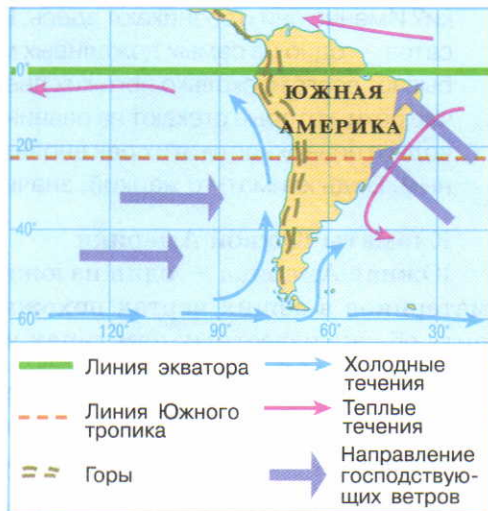 0°
ЮЖНАЯ
АМЕРИКА
20°
40°
60°
120° 90° 60° 30°
Линия экватора
Холодные
течения
Линия Южного
тропика
Теплые
течения
Горы
Направление
господствую-
щих ветров